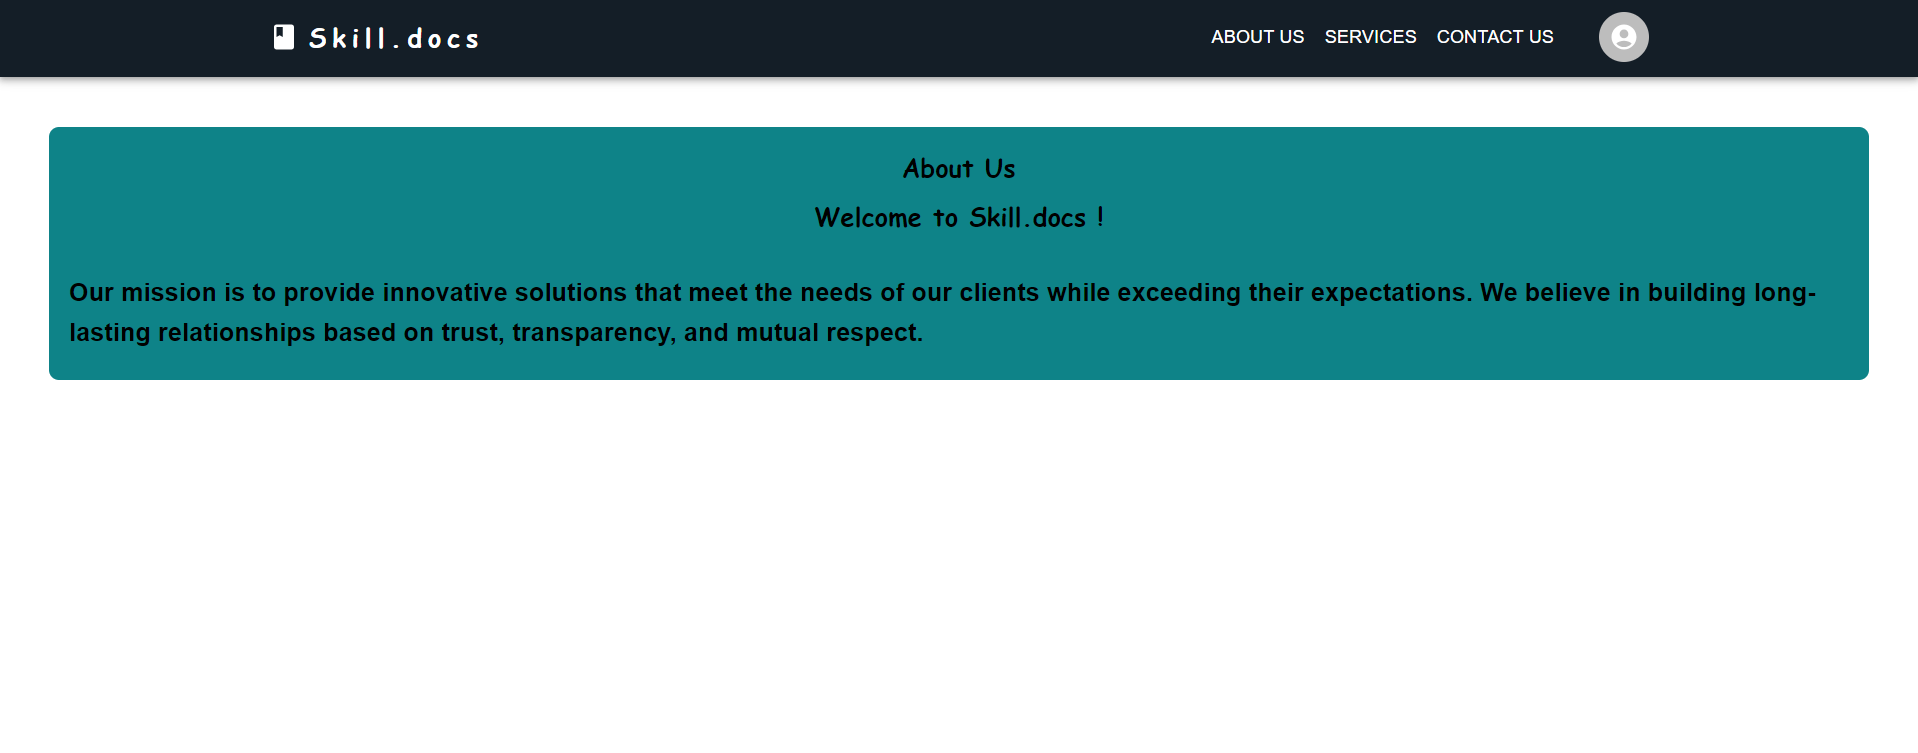 Skill.docs
ABOUT US SERVICES CONTACT US
About Us
Welcome to Skill.docs !
Our mission is to provide innovative solutions that meet the needs of our clients while exceeding their expectations. We believe in building long-
lasting relationships based on trust, transparency, and mutual respect.